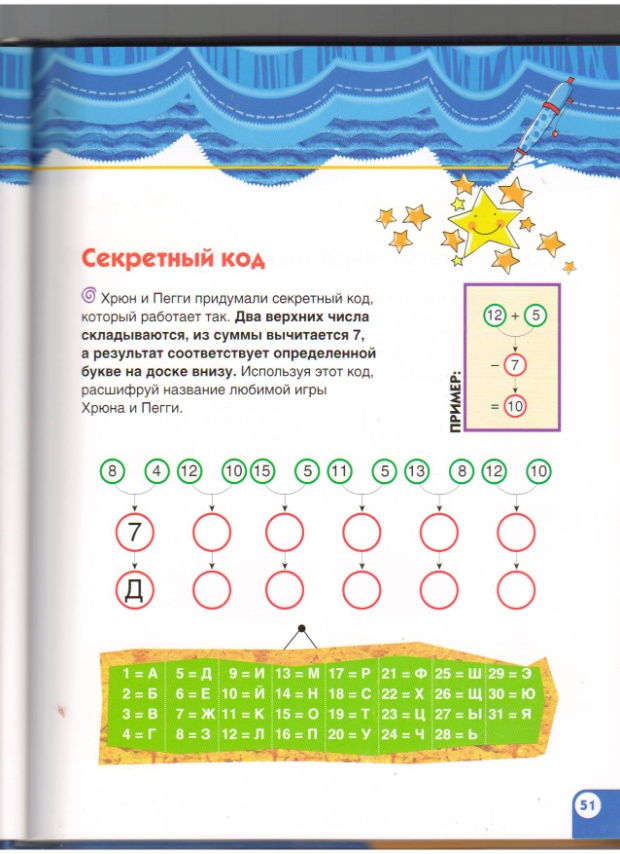 Секретный код
Хрюн и Пегги придумали секретный код,
который работает так. Два верхних числа
складываются, из суммы вычитается 7,
а результат соответствует определенной
букве на доске внизу. Используя этот код,
расшифруй название любимой игры
Хрюна и Пегги.
ПРИМЕР:
12 + 5
– 7
= 10
8 4 12 10 15 5 11 5 13 8 12 10
7
Д
1 = А 5 = Д 9 = И 13 = М 17 = Р 21 = Ф 25 = Ш 29 = Э
2 = Б 6 = Е 10 = Й 14 = Н 18 = С 22 = Х 26 = Щ 30 = Ю
3 = В 7 = Ж 11 = К 15 = О 19 = Т 23 = Ц 27 = Ы 31 = Я
4 = Г 8 = З 12 = Л 16 = П 20 = У 24 = Ч 28 = Ь
51